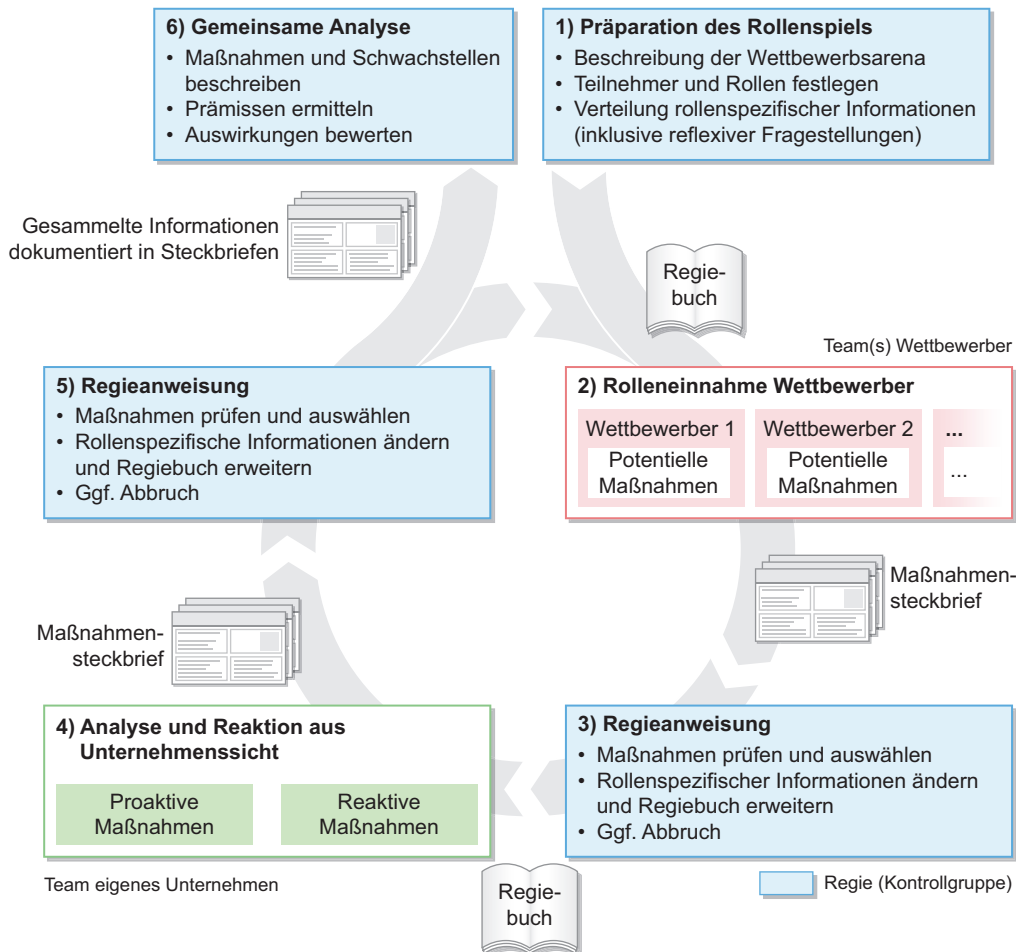 6) Gemeinsame Analyse
• Maßnahmen und Schwachstellen
beschreiben
• Prämissen ermitteln
• Auswirkungen bewerten
1) Präparation des Rollenspiels
• Beschreibung der Wettbewerbsarena
• Teilnehmer und Rollen festlegen
• Verteilung rollenspezifischer Informationen
(inklusive reflexiver Fragestellungen)
Gesammelte Informationen
dokumentiert in Steckbriefen
Regie-
buch
Team(s) Wettbewerber
2) Rolleneinnahme Wettbewerber
Wettbewerber 1
Potentielle
Maßnahmen
Wettbewerber 2
Potentielle
Maßnahmen
...
...
5) Regieanweisung
• Maßnahmen prüfen und auswählen
• Rollenspezifische Informationen ändern
und Regiebuch erweitern
• Ggf. Abbruch
Maßnahmen-
steckbrief
Maßnahmen-
steckbrief
4) Analyse und Reaktion aus
Unternehmenssicht
Proaktive
Maßnahmen
Reaktive
Maßnahmen
Team eigenes Unternehmen
3) Regieanweisung
• Maßnahmen prüfen und auswählen
• Rollenspezifischer Informationen ändern
und Regiebuch erweitern
• Ggf. Abbruch
Regie-
buch
Regie (Kontrollgruppe)